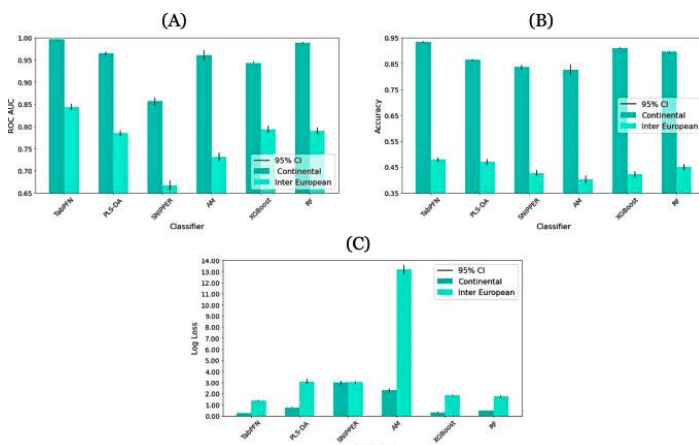 (A)
(B)
1.00
0.95
0.90
0.85
0.80
0.75
0.70
0.65
ROC AUC
95% CI
Continental
Inter European
TabPFN
PLS-DA
SNIPPER
AM
XGBoost
RF
Classifier
0.95
0.85
0.75
0.65
0.55
0.45
0.35
Accuracy
95% CI
Continental
Inter European
TabPFN
PLS-DA
SNIPPER
AM
XGBoost
RF
Classifier
(C)
14.00
13.00
12.00
11.00
10.00
9.00
8.00
7.00
6.00
5.00
4.00
3.00
2.00
1.00
0.00
Log Loss
95% CI
Continental
Inter European
TabPFN
PLS-DA
SNIPPER
AM
XGBoost
RF